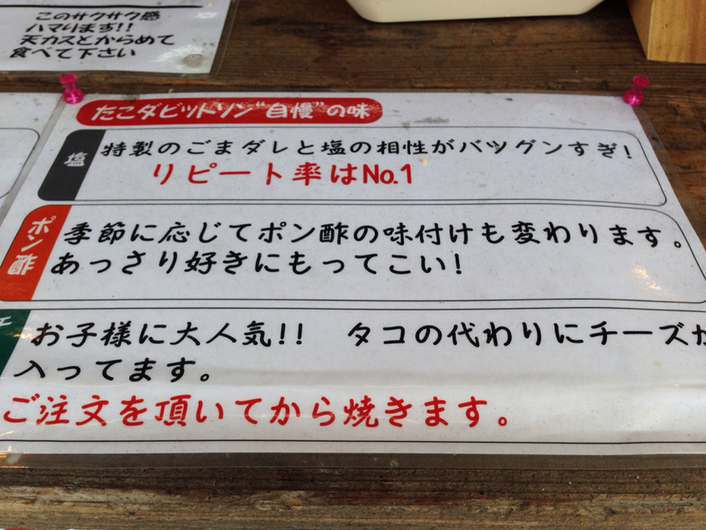 このサクサク感
ハマります!!
天カスとからめて
食べて下さい
たこダビットソン"自慢"の味
塩
特製のごまダレと塩の相性がバツグンすぎ!
リピート率はNo.1
ポン酢
季節に応じてポン酢の味付けも変わります。
あっさり好きにもってこい!
お子様に大人気!! タコの代わりにチーズが
入ってます。
ご注文を頂いてから焼きます。